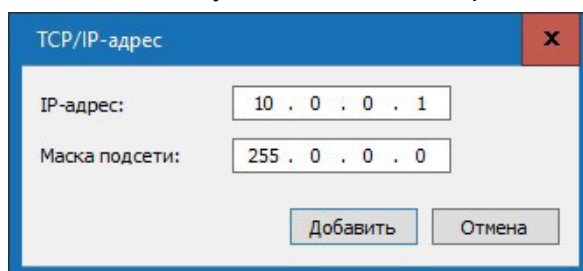 TCP/IP-адрес x
IP-адрес: 10 . 0 . 0 . 1
Маска подсети: 255 . 0 . 0 . 0
Добавить Отмена